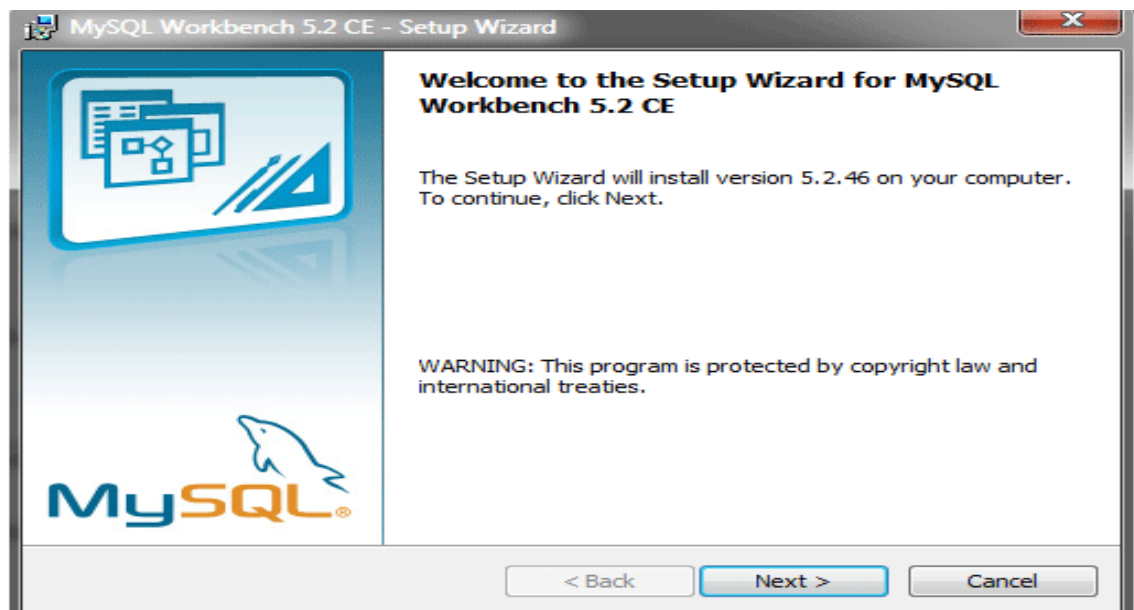 MySQL Workbench 5.2 CE - Setup Wizard
Welcome to the Setup Wizard for MySQL
Workbench 5.2 CE
The Setup Wizard will install version 5.2.46 on your computer.
To continue, click Next.
WARNING: This program is protected by copyright law and
international treaties.
MySQL®
< Back Next > Cancel